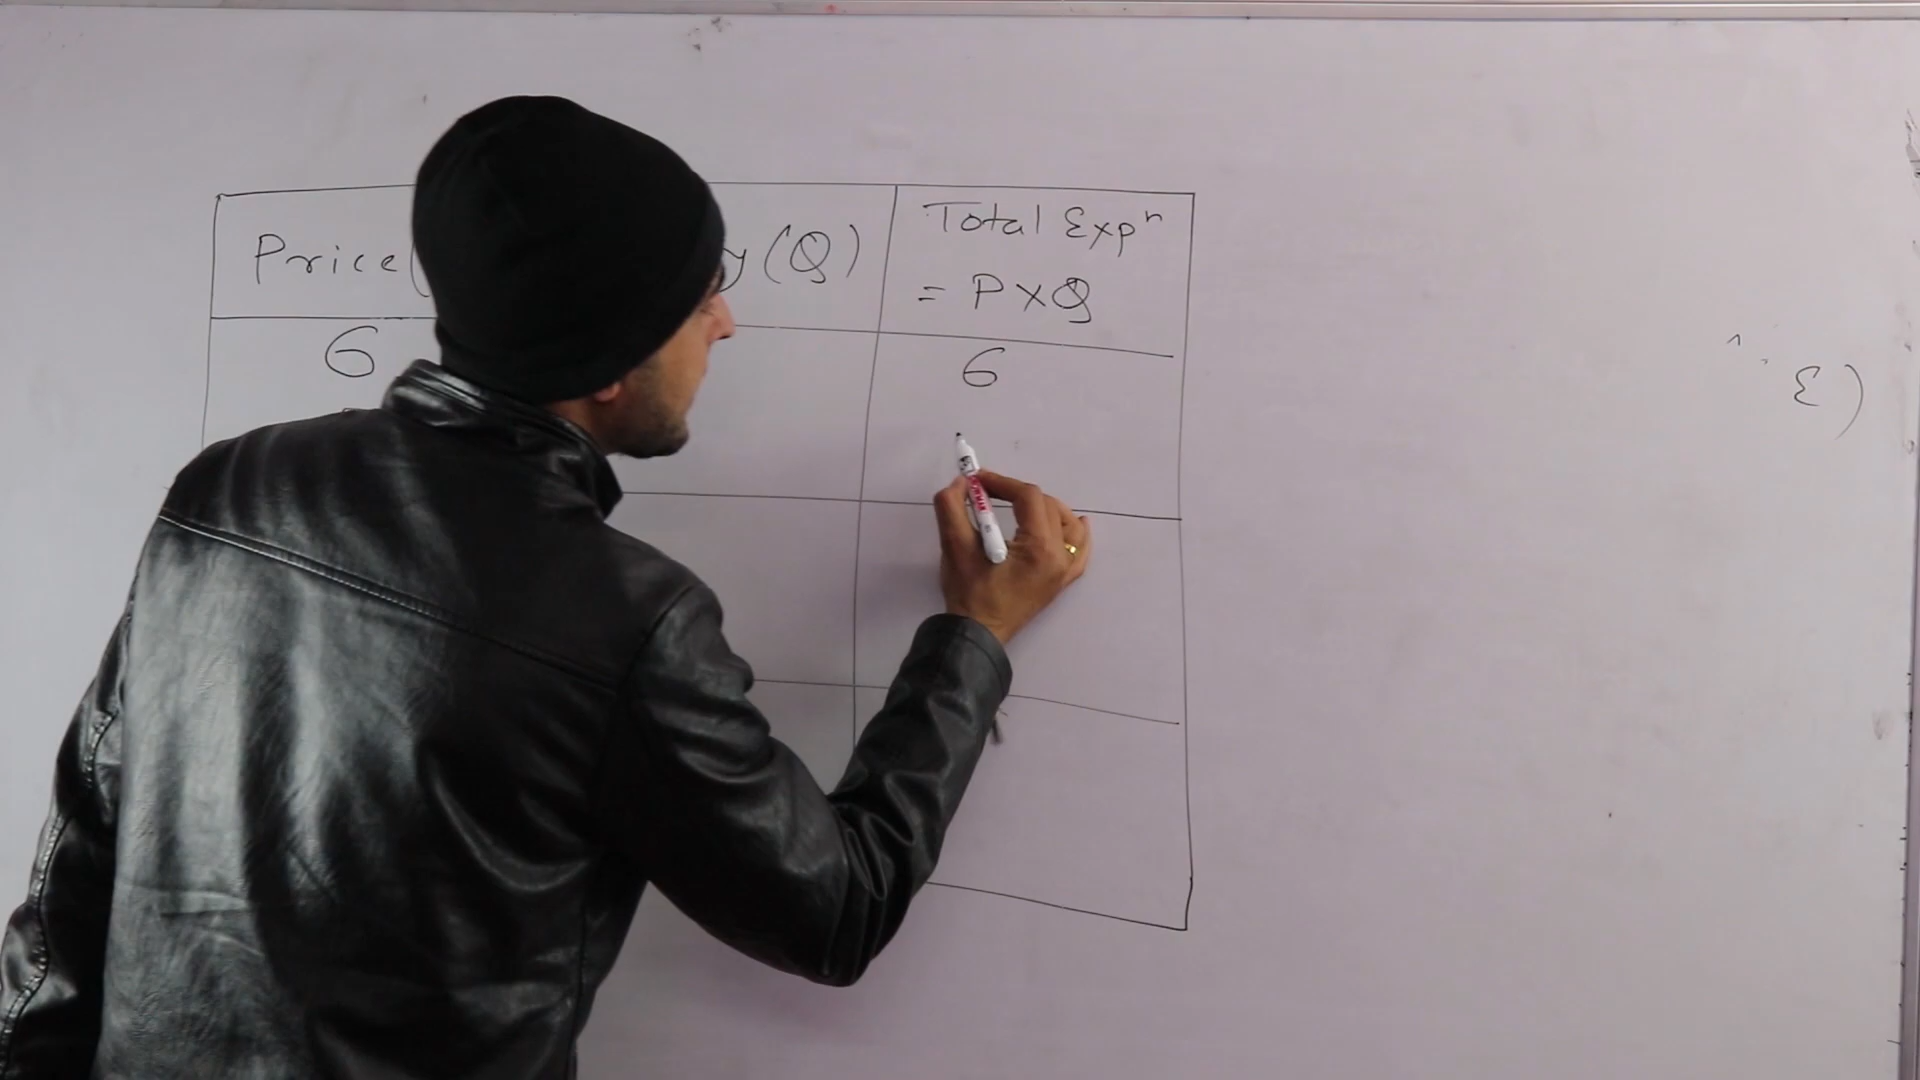 Price( y(Q) Total Expⁿ
= P×Q
6 6
ε)